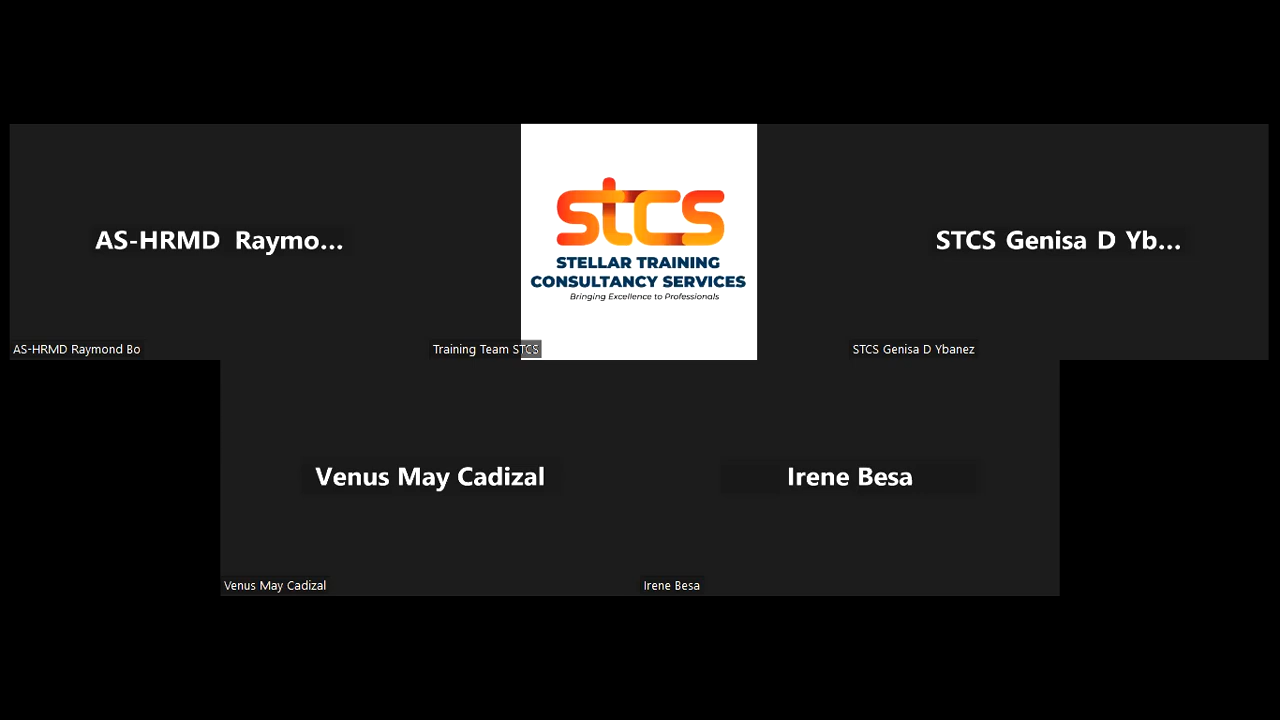 AS-HRMD Raymo...
stcs
STELLAR TRAINING
CONSULTANCY SERVICES
Bringing Excellence to Professionals
STCS Genisa D Yb...
AS-HRMD Raymond Bo
Training Team STCS
STCS Genisa D Ybanez
Venus May Cadizal
Irene Besa
Venus May Cadizal
Irene Besa